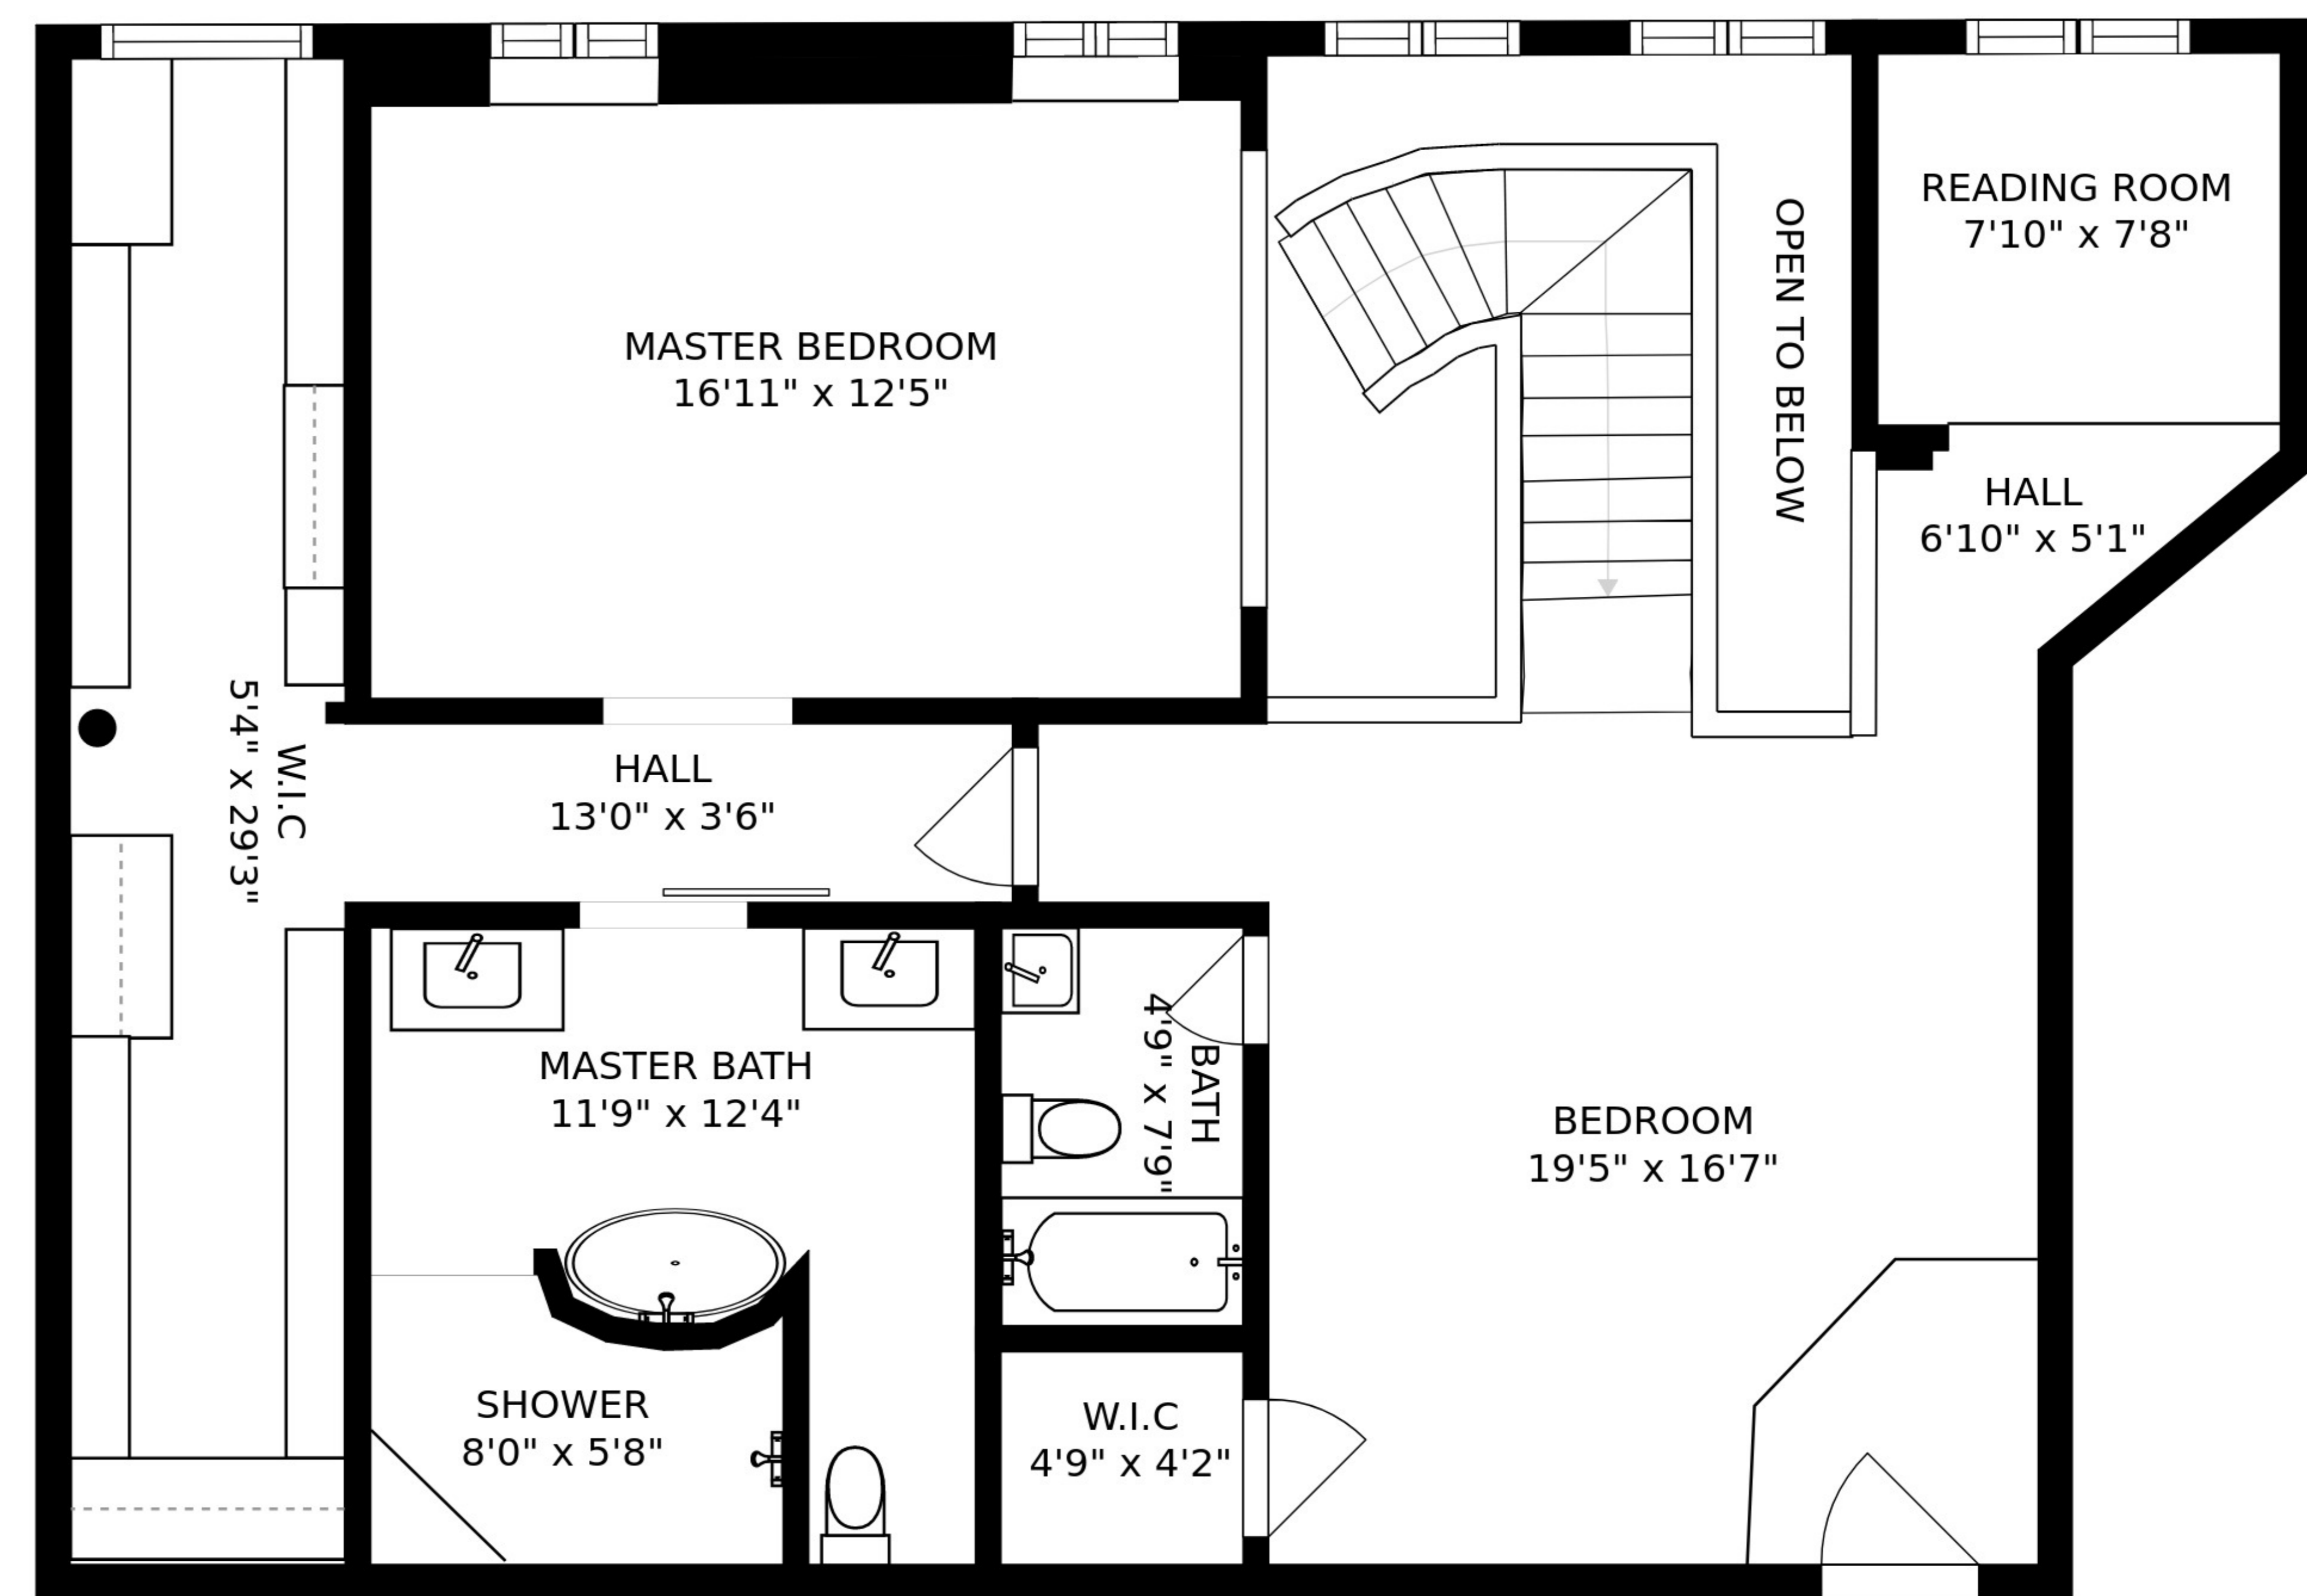 MASTER BEDROOM
16'11" x 12'5"
OPEN TO BELOW
READING ROOM
7'10" x 7'8"
HALL
6'10" x 5'1"
W.I.C
5'4" x 29'3"
HALL
13'0" x 3'6"
MASTER BATH
11'9" x 12'4"
BATH
4'9" x 7'9"
BEDROOM
19'5" x 16'7"
SHOWER
8'0" x 5'8"
W.I.C
4'9" x 4'2"